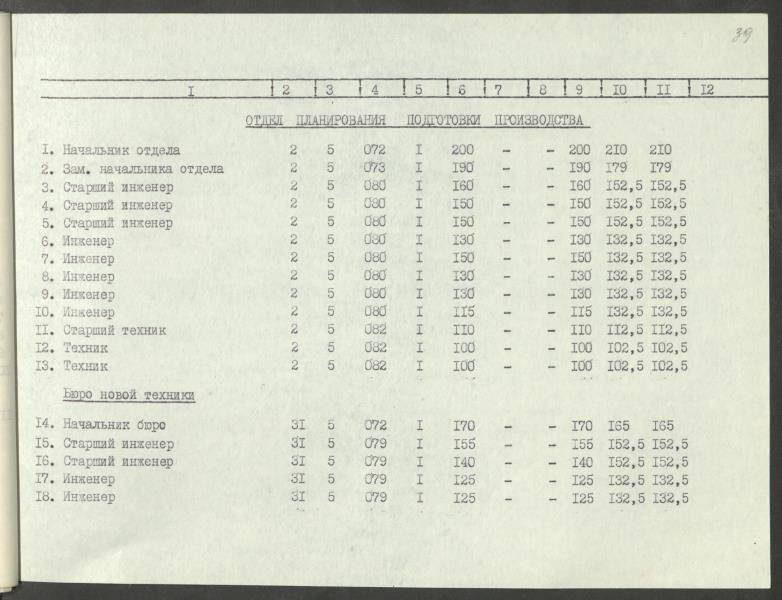 39
I ! 2 ! 3 ! 4 ! 5 ! 6 ! 7 ! 8 ! 9 ! IO ! II ! I2
ОТДЕЛ ПЛАНИРОВАНИЯ ПОДГОТОВКИ ПРОИЗВОДСТВА
I. Начальник отдела 2 5 072 I 200 - - 200 2I0 2I0
2. Зам. начальника отдела 2 5 073 I I90 - - I90 I79 I79
3. Старший инженер 2 5 080 I I60 - - I60 I52,5 I52,5
4. Старший инженер 2 5 080 I I50 - - I50 I52,5 I52,5
5. Старший инженер 2 5 080 I I50 - - I50 I52,5 I52,5
6. Инженер 2 5 080 I I30 - - I30 I32,5 I32,5
7. Инженер 2 5 080 I I50 - - I50 I32,5 I32,5
8. Инженер 2 5 080 I I30 - - I30 I32,5 I32,5
9. Инженер 2 5 080 I I30 - - I30 I32,5 I32,5
I0. Инженер 2 5 080 I II5 - - II5 I32,5 I32,5
II. Старший техник 2 5 082 I II0 - - II0 II2,5 II2,5
I2. Техник 2 5 082 I I00 - - I00 I02,5 I02,5
I3. Техник 2 5 082 I I00 - - I00 I02,5 I02,5
Бюро новой техники
I4. Начальник бюро 3I 5 072 I I70 - - I70 I65 I65
I5. Старший инженер 3I 5 079 I I55 - - I55 I52,5 I52,5
I6. Старший инженер 3I 5 079 I I40 - - I40 I52,5 I52,5
I7. Инженер 3I 5 079 I I25 - - I25 I32,5 I32,5
I8. Инженер 3I 5 079 I I25 - - I25 I32,5 I32,5